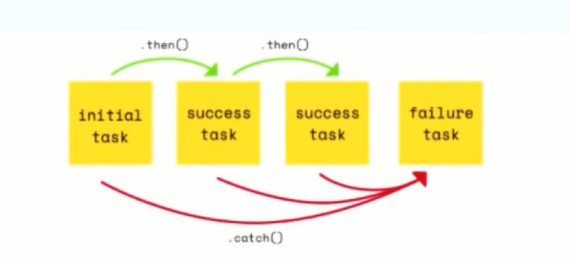 .then()
.then()
initial
task
success
task
success
task
failure
task
.catch()